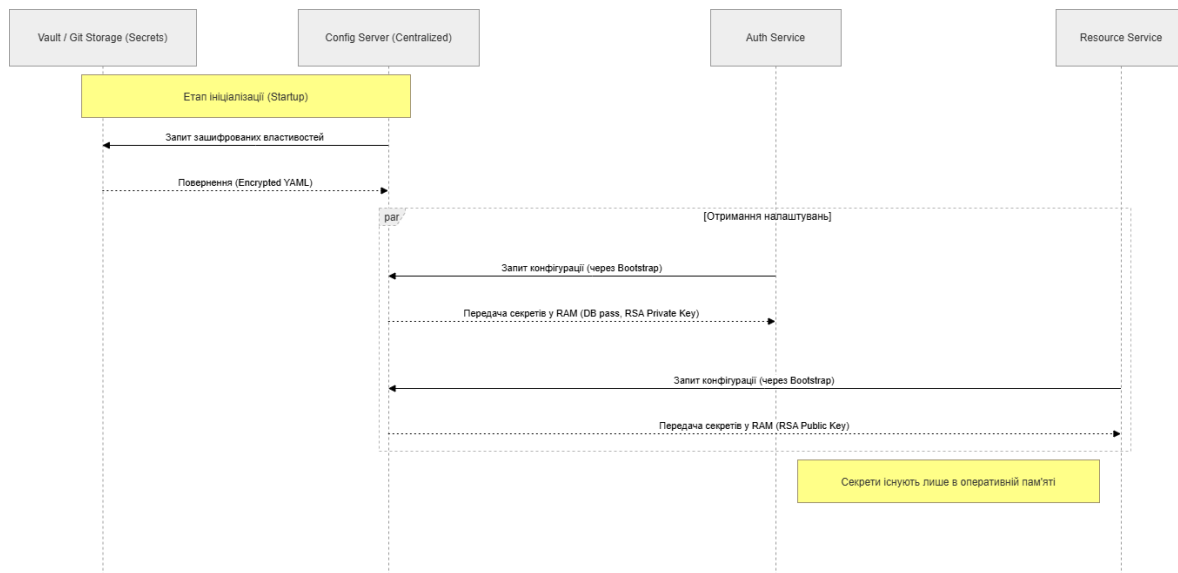 Vault / Git Storage (Secrets)
Config Server (Centralized)
Auth Service
Resource Service
Етап ініціалізації (Startup)
Запит зашифрованих властивостей
Повернення (Encrypted YAML)
par
[Отримання налаштувань]
Запит конфігурації (через Bootstrap)
Передача секретів у RAM (DB pass, RSA Private Key)
Запит конфігурації (через Bootstrap)
Передача секретів у RAM (RSA Public Key)
Секрети існують лише в оперативній пам'яті